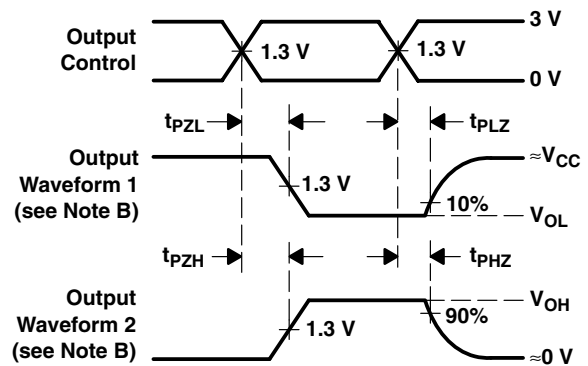 3 V
Output
Control
1.3 V
1.3 V
0 V
tPZL
tPLZ
Output
Waveform 1
(see Note B)
≈VCC
1.3 V
10%
VOL
tPZH
tPHZ
Output
Waveform 2
(see Note B)
VOH
90%
1.3 V
≈0 V